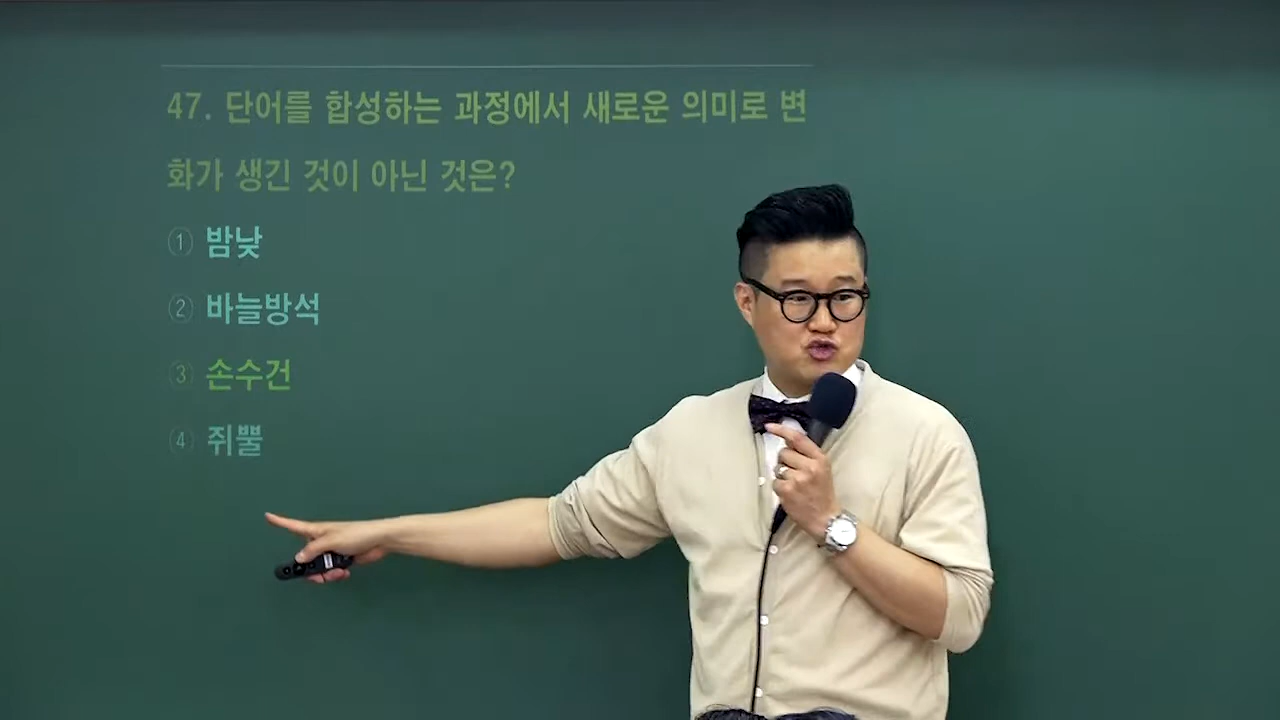 47. 단어를 합성하는 과정에서 새로운 의미로 변
화가 생긴 것이 아닌 것은?
① 밤낮
② 바늘방석
③ 손수건
④ 쥐뿔